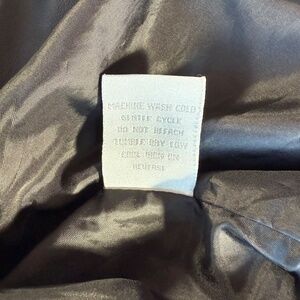 MACHINE WASH COLD
GENTLE CYCLE
DO NOT BLEACH
TUMBLE DRY LOW
COOL IRON ON
REVERSE